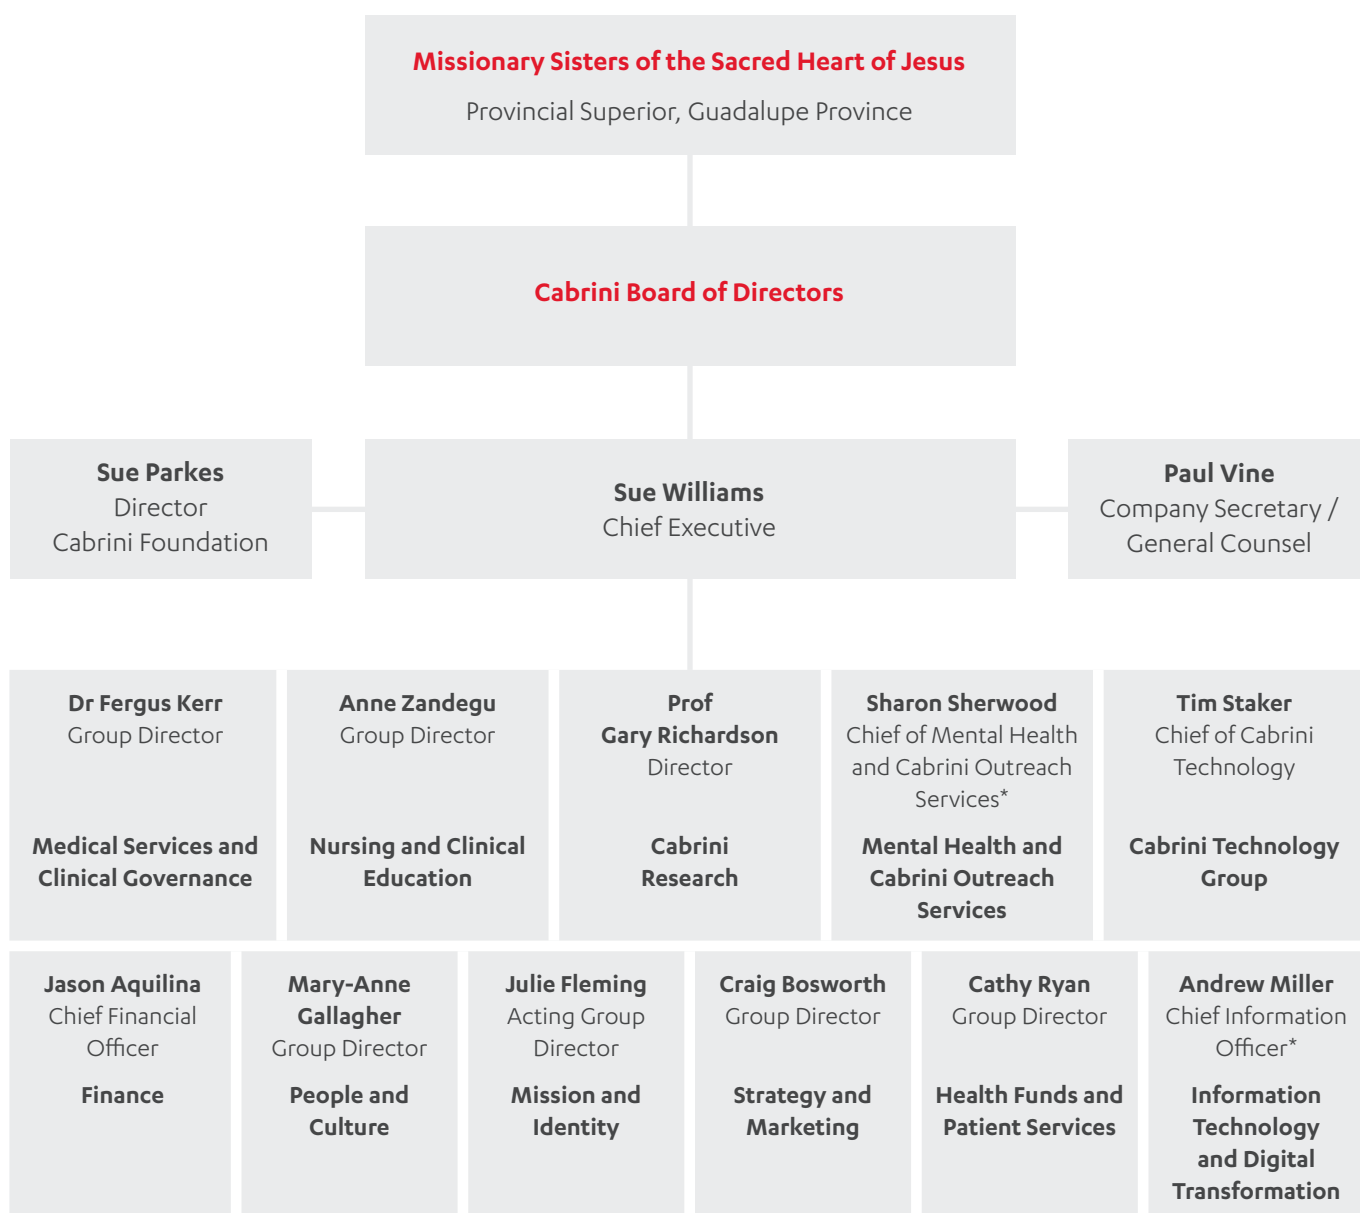 Missionary Sisters of the Sacred Heart of Jesus
Provincial Superior, Guadalupe Province
Cabrini Board of Directors
Sue Parkes
Director
Cabrini Foundation
Sue Williams
Chief Executive
Paul Vine
Company Secretary /
General Counsel
Dr Fergus Kerr
Group Director
Medical Services and
Clinical Governance
Anne Zandegu
Group Director
Nursing and Clinical
Education
Prof
Gary Richardson
Director
Cabrini
Research
Sharon Sherwood
Chief of Mental Health
and Cabrini Outreach
Services*
Mental Health and
Cabrini Outreach
Services
Tim Staker
Chief of Cabrini
Technology
Cabrini Technology
Group
Jason Aquilina
Chief Financial
Officer
Finance
Mary-Anne
Gallagher
Group Director
People and
Culture
Julie Fleming
Acting Group
Director
Mission and
Identity
Craig Bosworth
Group Director
Strategy and
Marketing
Cathy Ryan
Group Director
Health Funds and
Patient Services
Andrew Miller
Chief Information
Officer*
Information
Technology
and Digital
Transformation